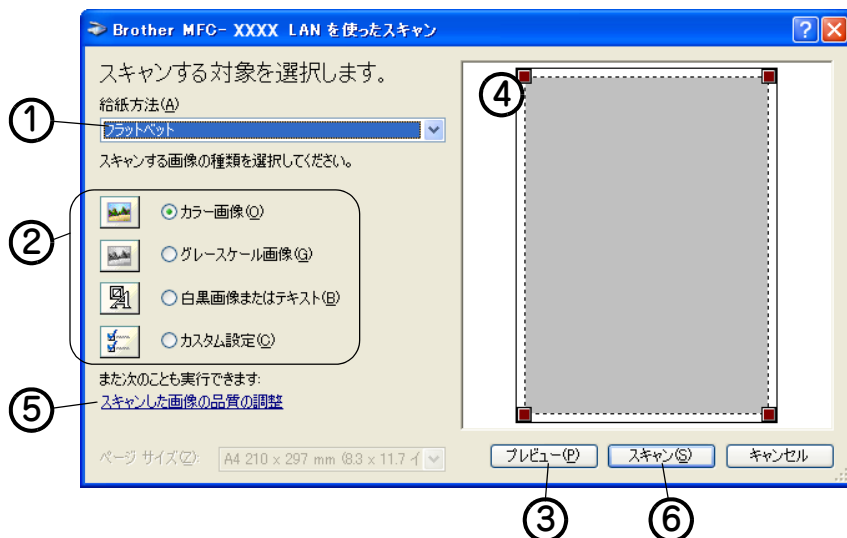 Brother MFC- XXXX LAN を使ったスキャン
スキャンする対象を選択します。
④
給紙方法(A)
①
フラットベット
スキャンする画像の種類を選択してください。
②
カラー画像(O)
グレースケール画像(G)
白黒画像またはテキスト(B)
カスタム設定(C)
また次のことも実行できます:
⑤
スキャンした画像の品質の調整
ページ サイズ(Z):
A4 210 x 297 mm (8.3 x 11.7 イ
プレビュー(P)
スキャン(S)
キャンセル
③
⑥